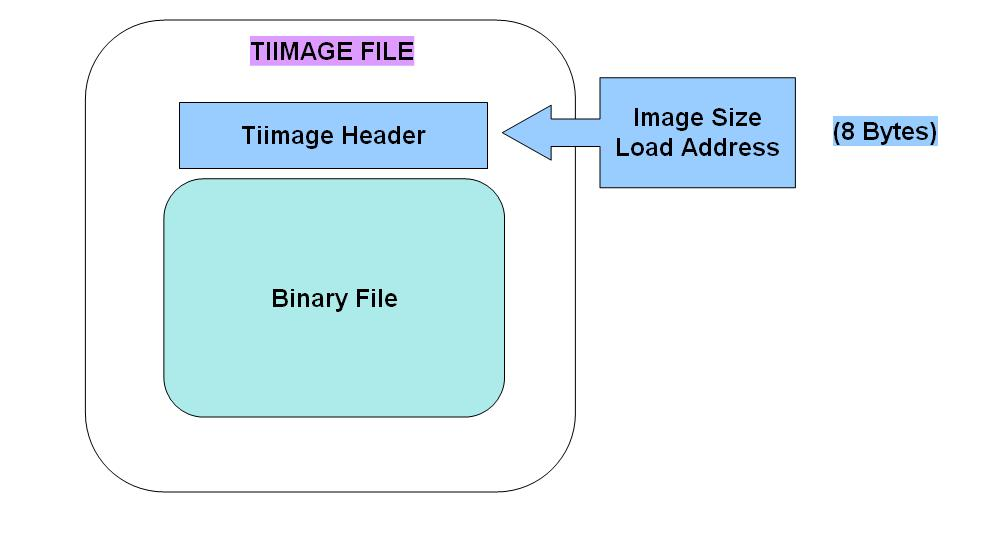 TIIMAGE FILE
Tiimage Header
Image Size
Load Address
(8 Bytes)
Binary File